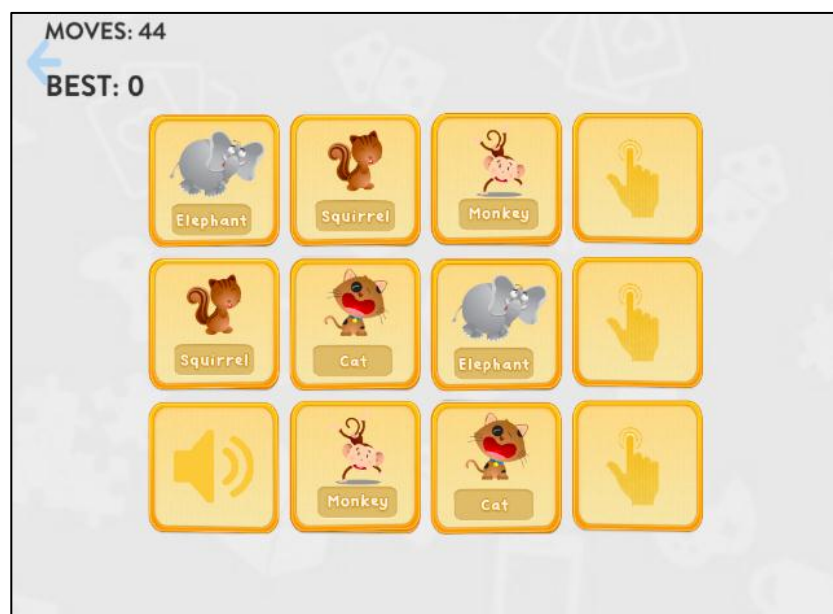 MOVES: 44
BEST: 0
Elephant
Squirrel
Monkey
Squirrel
Cat
Elephant
Monkey
Cat